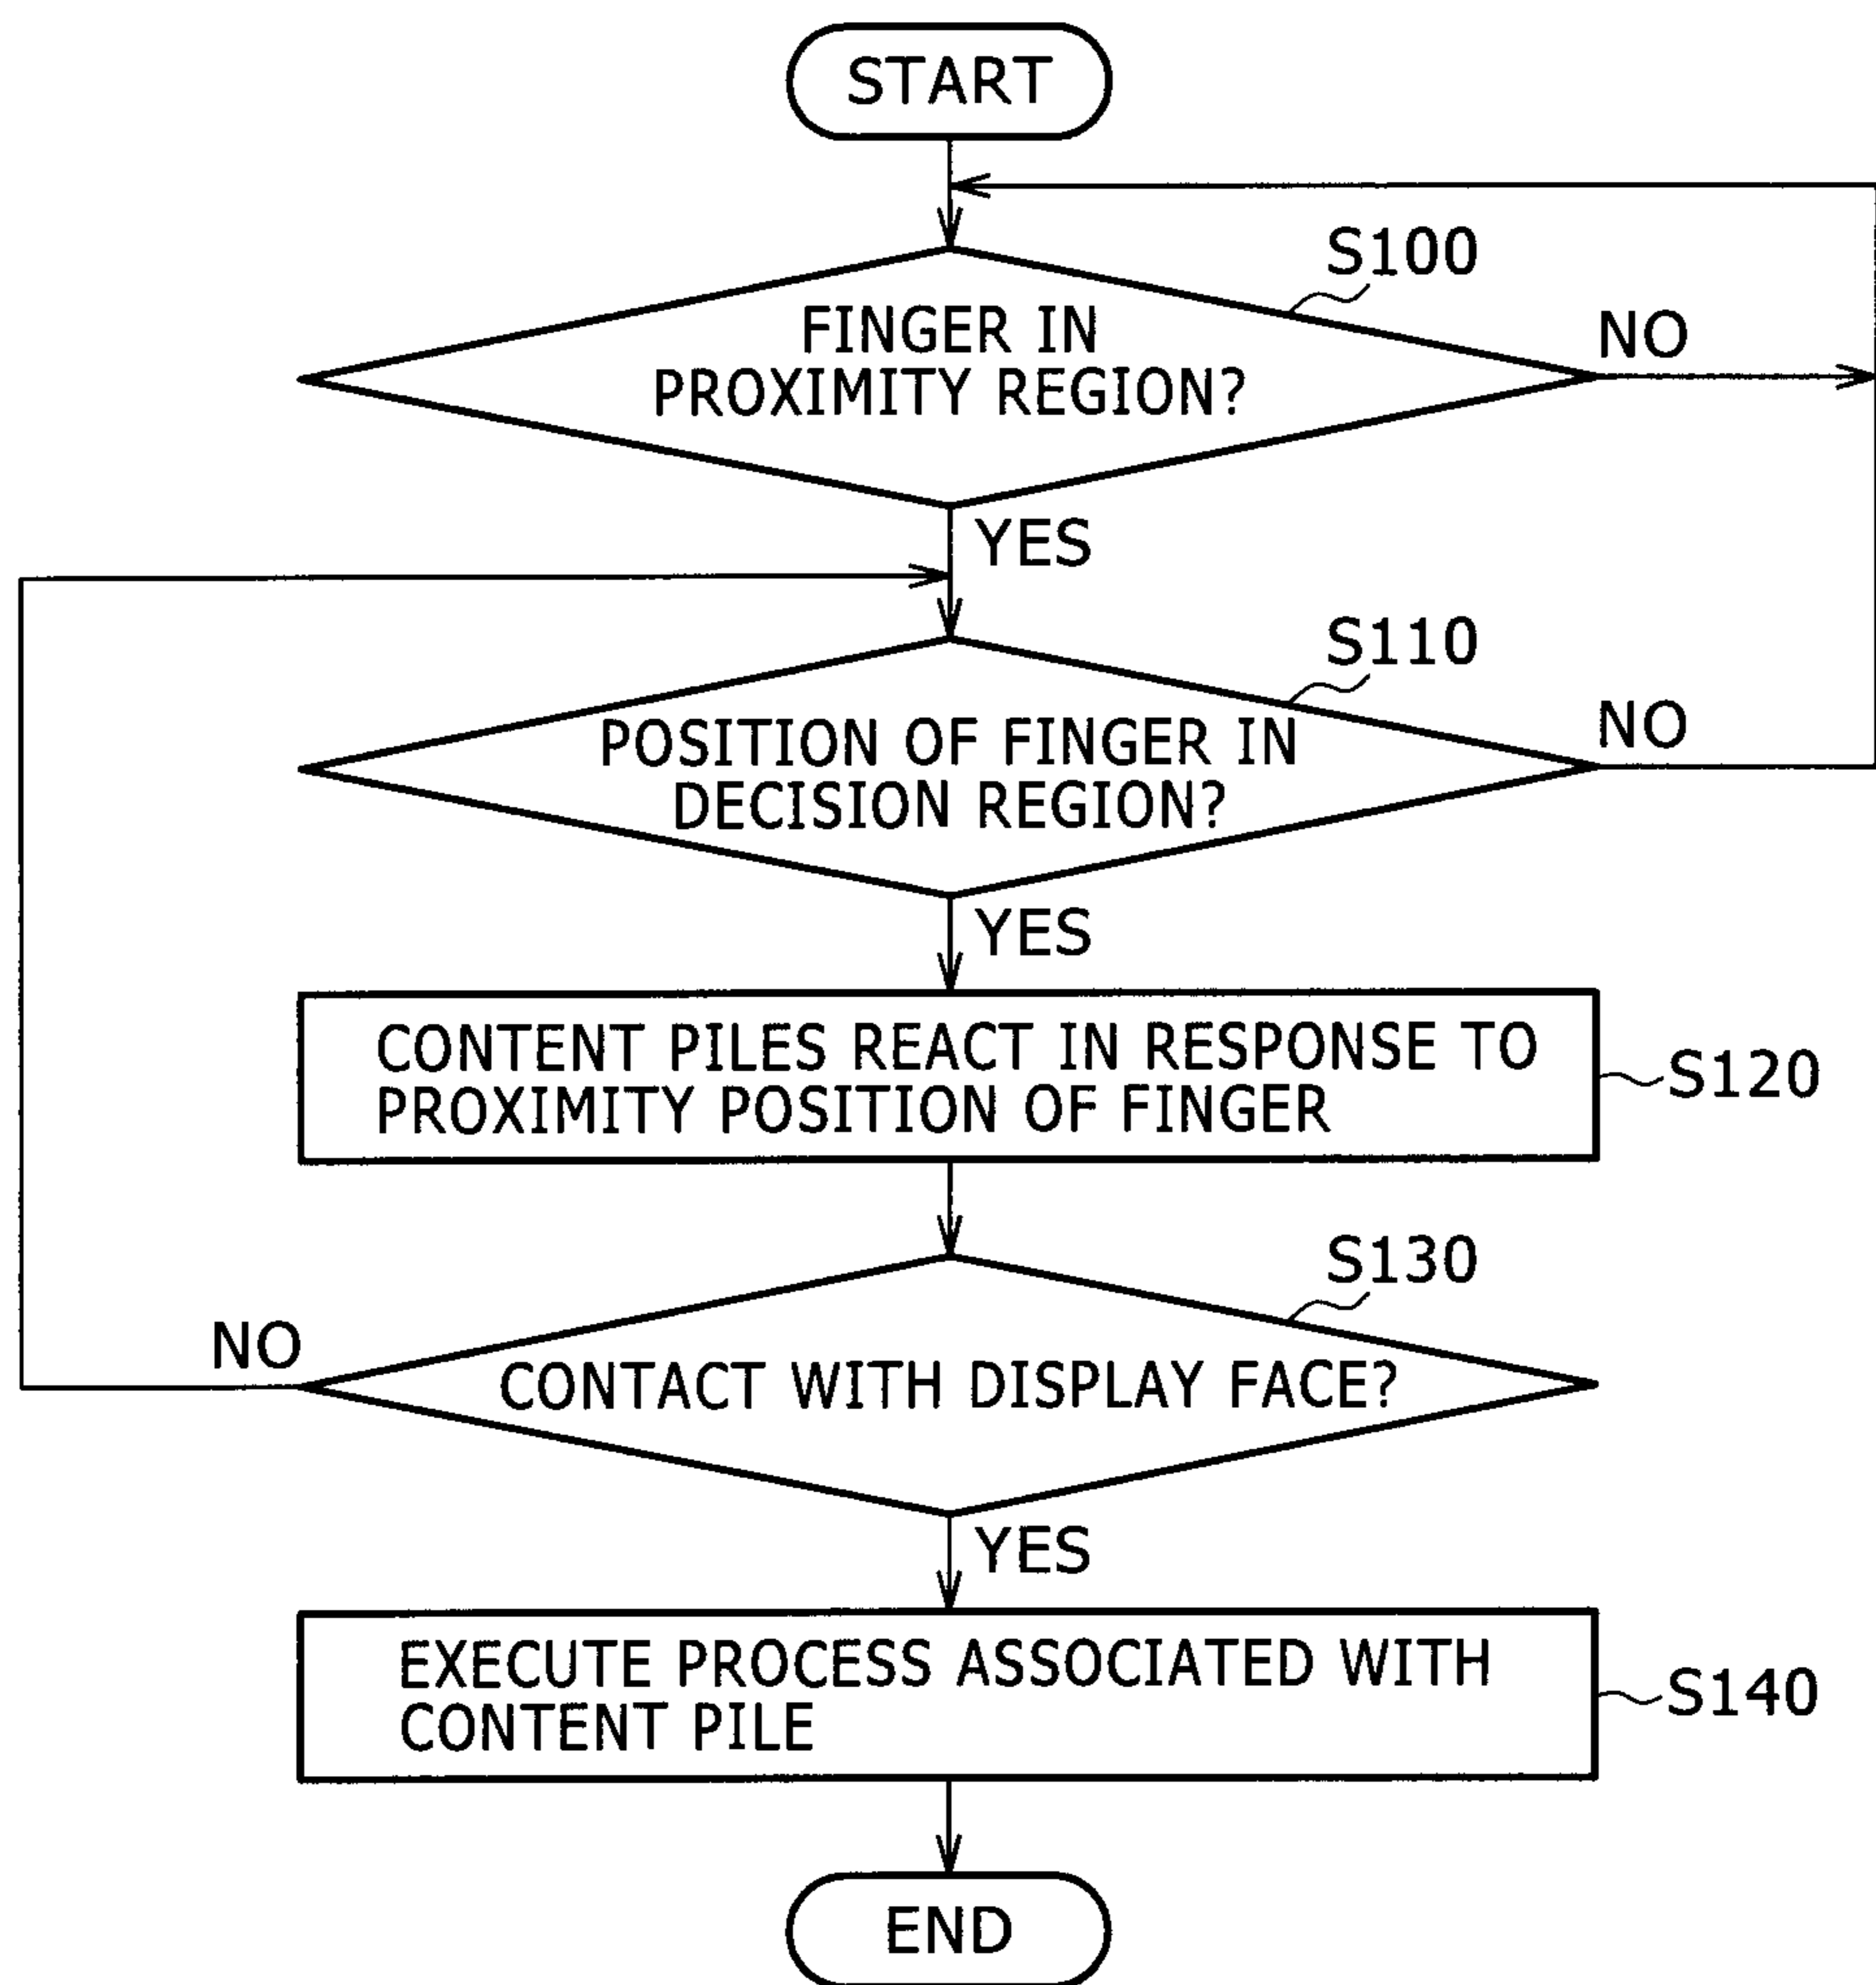 START
S100
FINGER IN
PROXIMITY REGION?
NO
YES
S110
POSITION OF FINGER IN
DECISION REGION?
NO
YES
CONTENT PILES REACT IN RESPONSE TO
PROXIMITY POSITION OF FINGER
S120
S130
NO
CONTACT WITH DISPLAY FACE?
YES
EXECUTE PROCESS ASSOCIATED WITH
CONTENT PILE
S140
END